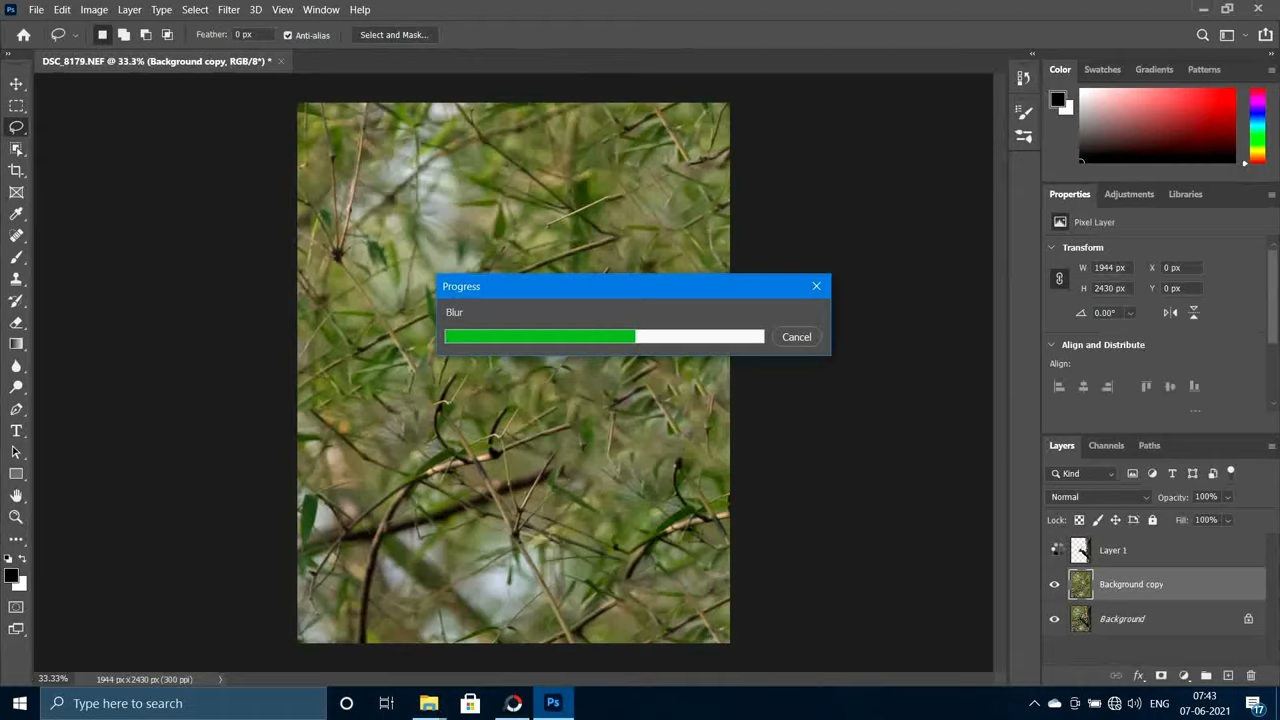 Ps File Edit Image Layer Type Select Filter 3D View Window Help
Feather: 0 px Anti-alias Select and Mask...
DSC_8179.NEF @ 33.3% (Background copy, RGB/8*) *
Color Swatches Gradients Patterns
Progress
Blur
Cancel
Properties Adjustments Libraries
Pixel Layer
Transform
W 1944 px X 0 px
H 2430 px Y 0 px
0.00°
Align and Distribute
Align:
Layers Channels Paths
Kind
Normal Opacity: 100%
Lock: Fill: 100%
Layer 1
Background copy
Background
33.33% 1944 px x 2430 px (300 ppi)
Type here to search
Ps
ENG
07:43
07-06-2021
17